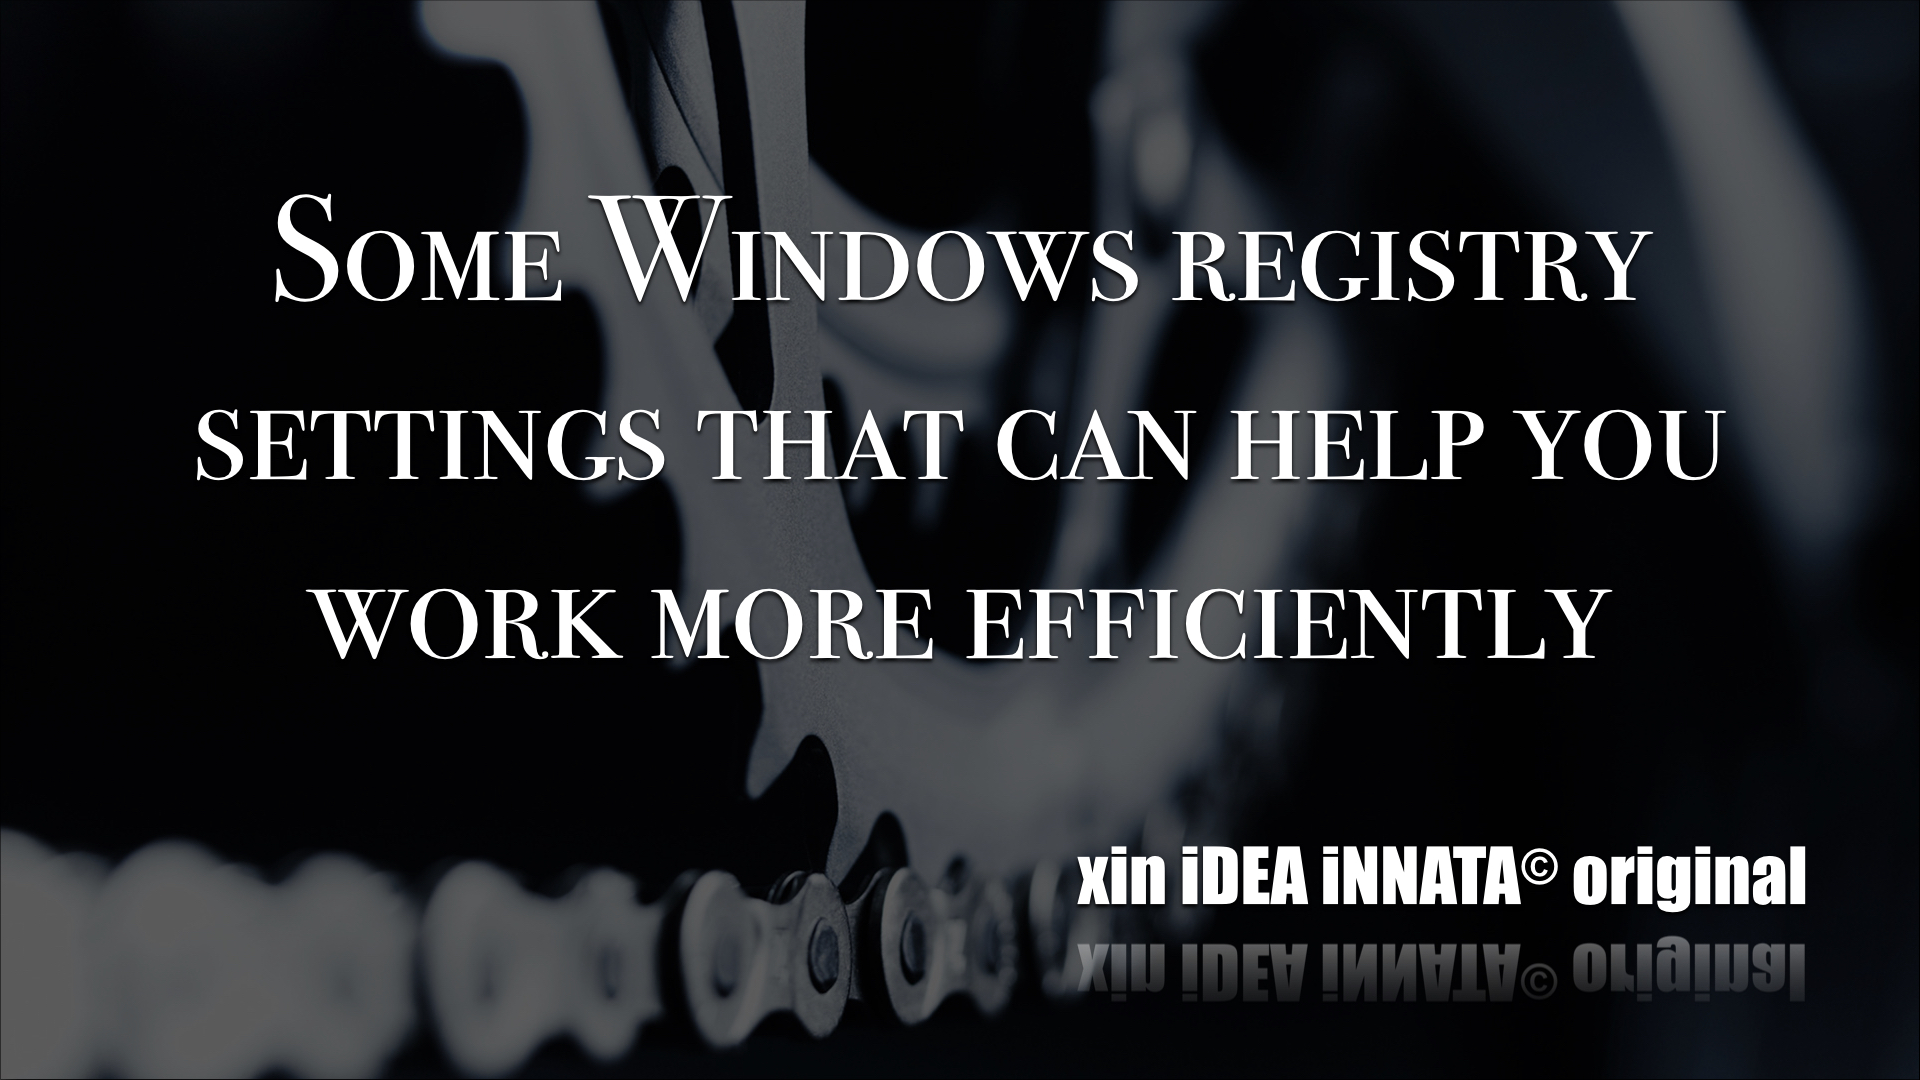 Some Windows registry
settings that can help you
work more efficiently
xin iDEA iNNATA© original